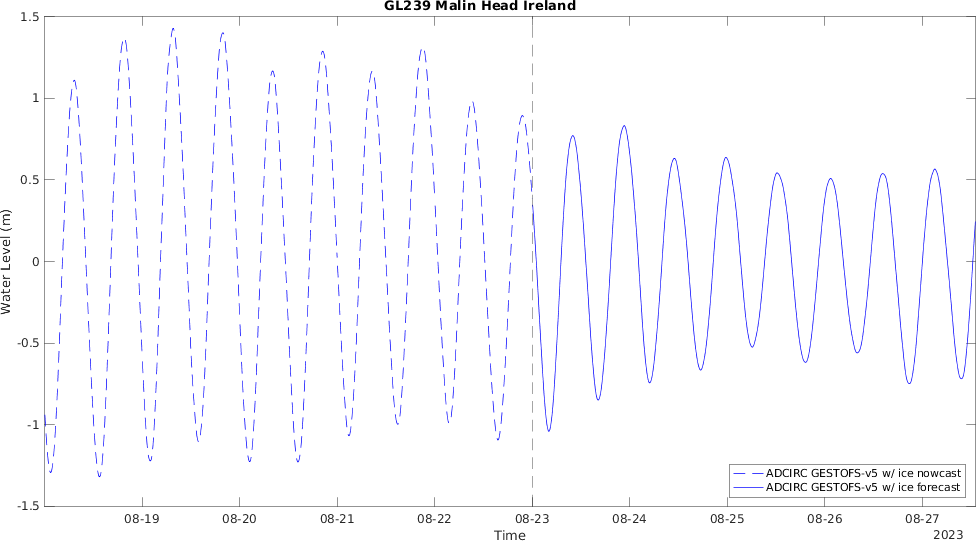 GL239 Malin Head Ireland
1.5
1
0.5
0
-0.5
-1
-1.5
Water Level (m)
08-19 08-20 08-21 08-22 08-23 08-24 08-25 08-26 08-27
Time
2023
ADCIRC GESTOFS-v5 w/ ice nowcast
ADCIRC GESTOFS-v5 w/ ice forecast